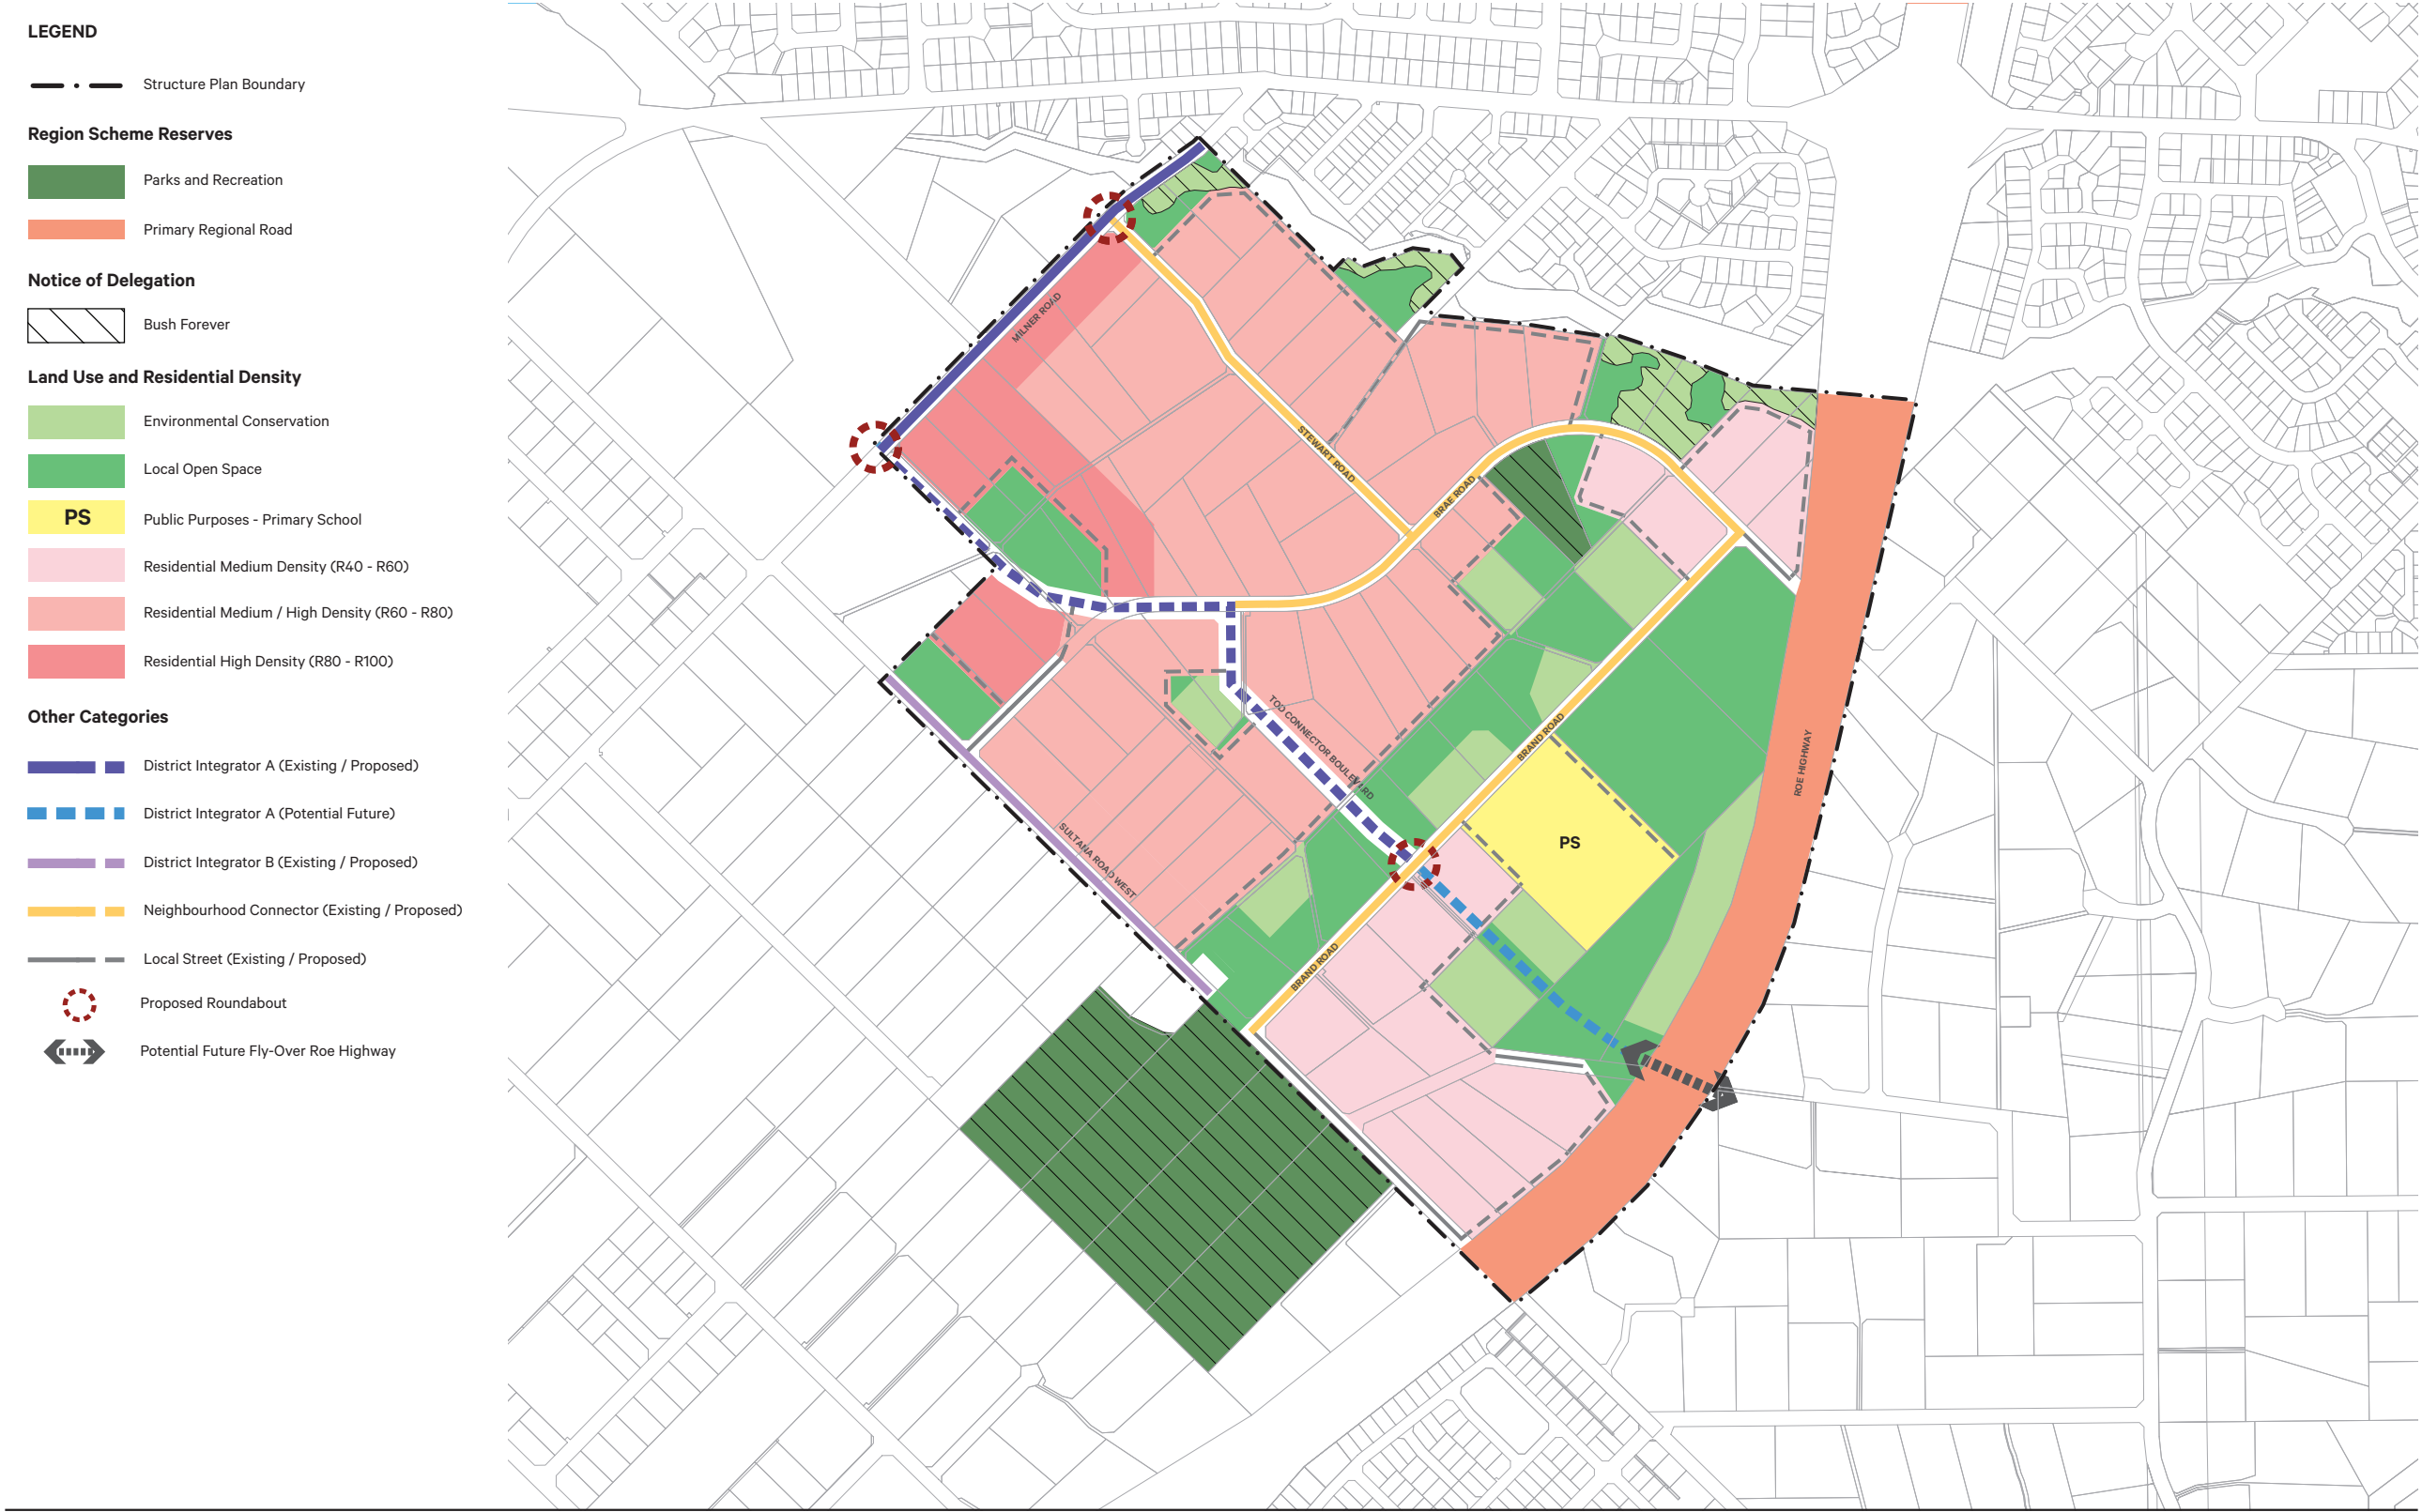 LEGEND
Structure Plan Boundary
Region Scheme Reserves
Parks and Recreation
Primary Regional Road
Notice of Delegation
Bush Forever
Land Use and Residential Density
Environmental Conservation
Local Open Space
PS Public Purposes - Primary School
Residential Medium Density (R40 - R60)
Residential Medium / High Density (R60 - R80)
Residential High Density (R80 - R100)
Other Categories
District Integrator A (Existing / Proposed)
District Integrator A (Potential Future)
District Integrator B (Existing / Proposed)
Neighbourhood Connector (Existing / Proposed)
Local Street (Existing / Proposed)
Proposed Roundabout
Potential Future Fly-Over Roe Highway
MILNER ROAD
STEWART ROAD
BRAE ROAD
TOD CONNECTOR BOULEVARD
BRAND ROAD
ROE HIGHWAY
PS
SULTANA ROAD WEST
BRAND ROAD